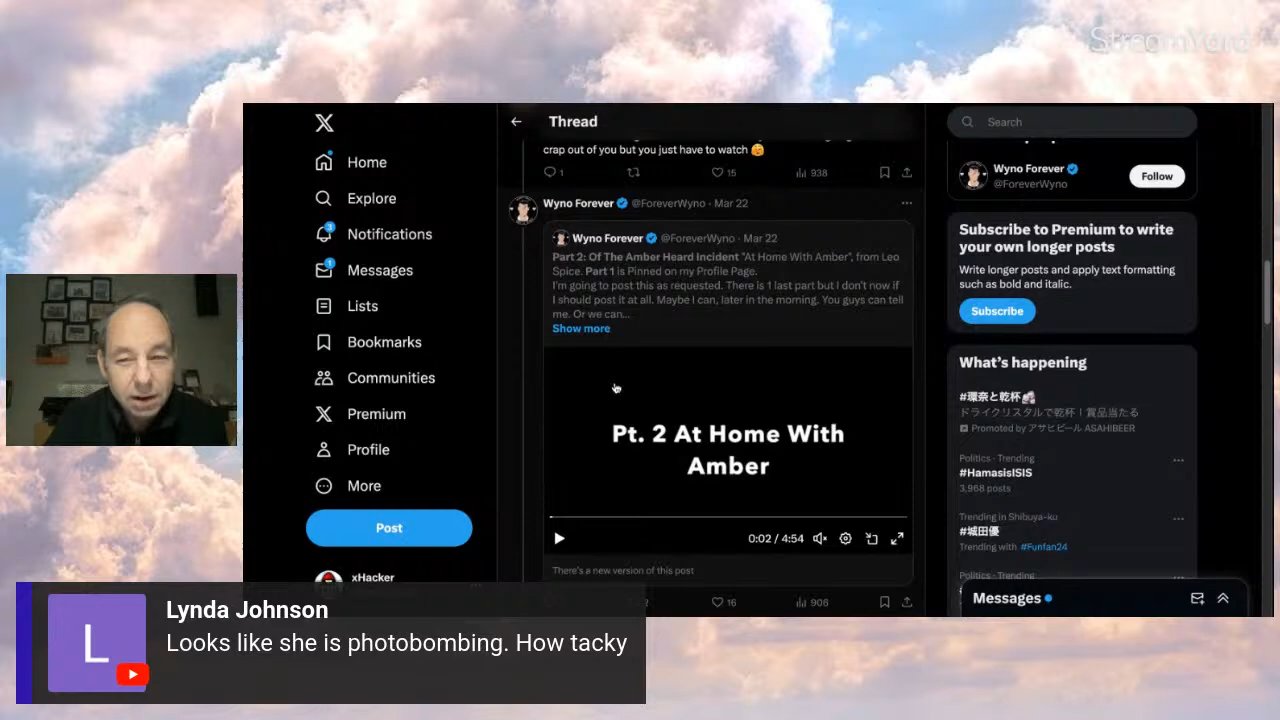 StreamYard
Home
Explore
3
Notifications
1
Messages
Lists
Bookmarks
Communities
Premium
Profile
More
Post
xHacker
Thread
crap out of you but you just have to watch
1
15
938
Wyno Forever @ForeverWyno · Mar 22
Wyno Forever @ForeverWyno · Mar 22
Part 2: Of The Amber Heard Incident "At Home With Amber", from Leo
Spice. Part 1 is Pinned on my Profile Page.
I'm going to post this as requested. There is 1 last part but I don't now if
I should post it at all. Maybe I can, later in the morning. You guys can tell
me. Or we can...
Show more
Pt. 2 At Home With
Amber
0:02 / 4:54
There's a new version of this post
16
906
Search
Wyno Forever
@ForeverWyno
Follow
Subscribe to Premium to write
your own longer posts
Write longer posts and apply text formatting
such as bold and italic.
Subscribe
What's happening
#環奈と乾杯
ドライクリスタルで乾杯！賞品当たる
Promoted by アサヒビール ASAHIBEER
Politics · Trending
#HamasisISIS
3,968 posts
Trending in Shibuya-ku
#城田優
Trending with #Funfan24
Politics · Trending
Messages
L
Lynda Johnson
Looks like she is photobombing. How tacky